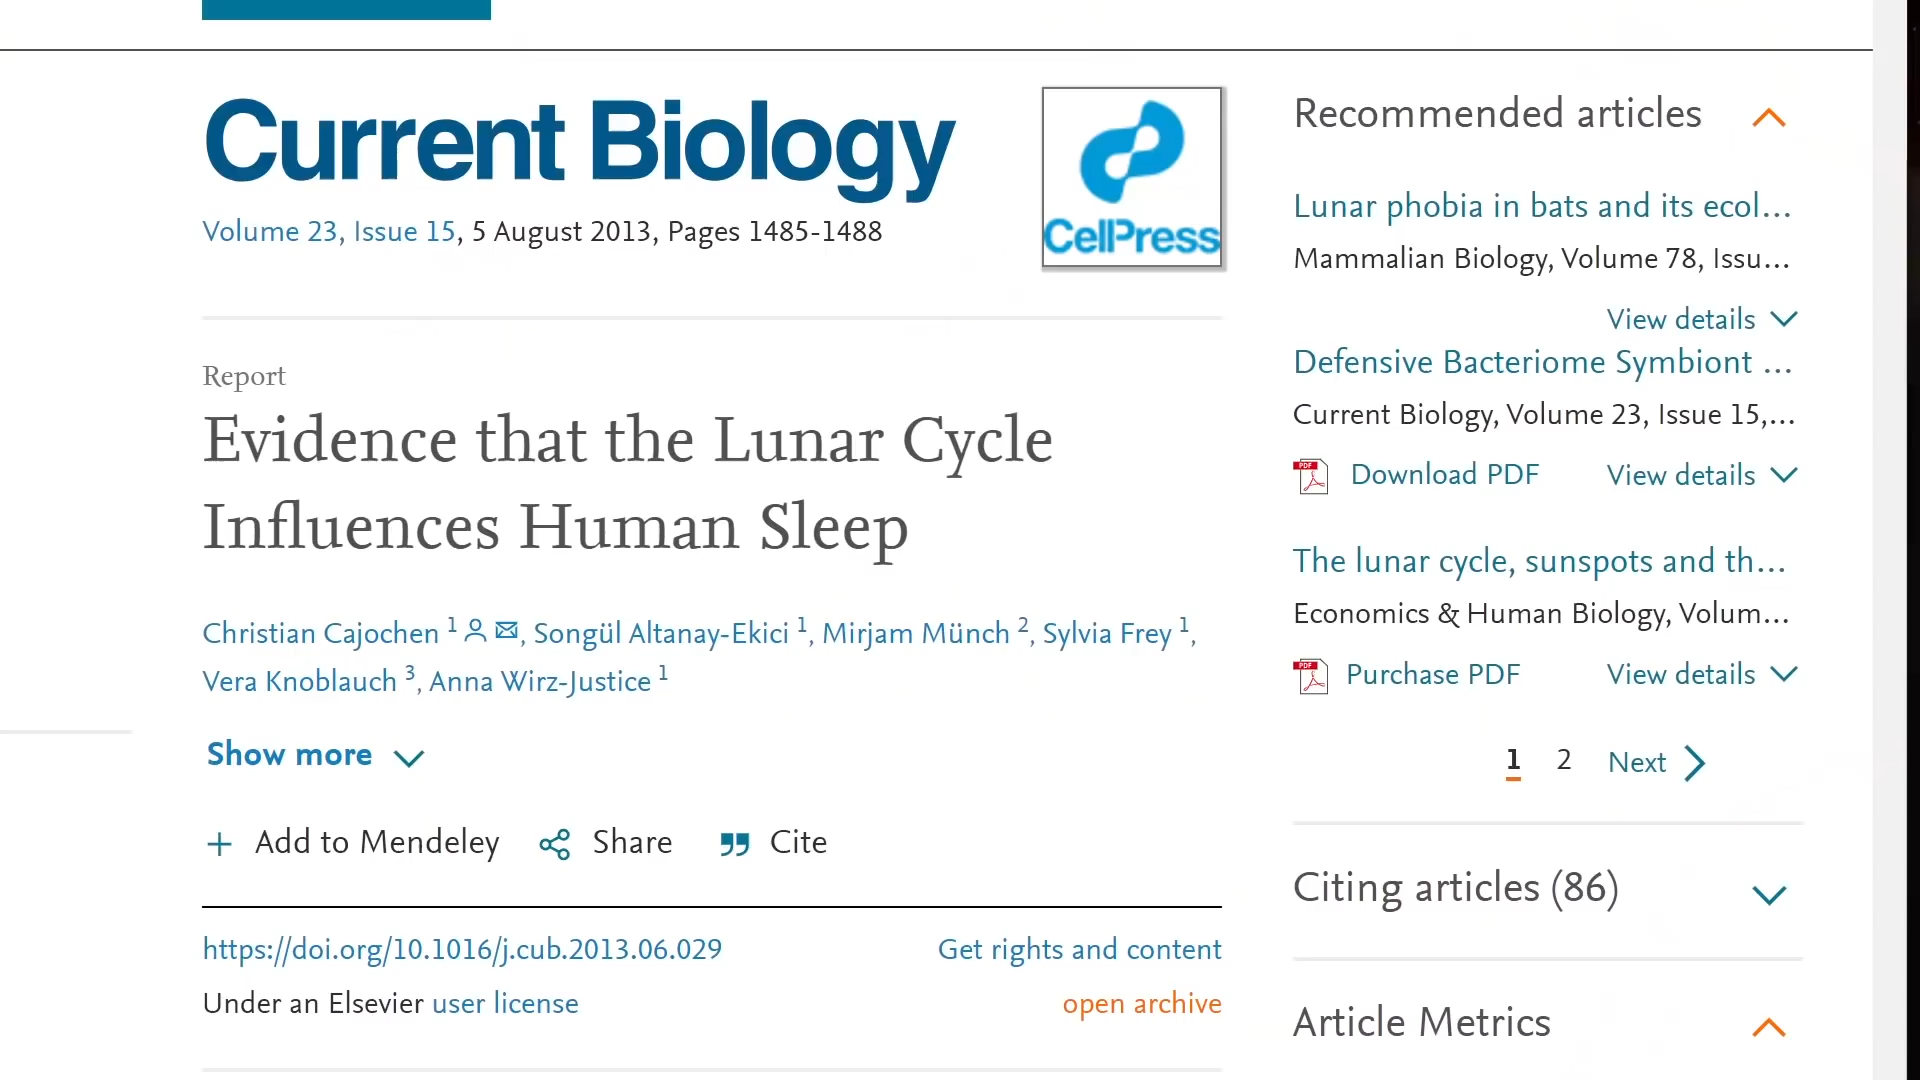 Current Biology
CellPress
Volume 23, Issue 15, 5 August 2013, Pages 1485-1488
Report
Evidence that the Lunar Cycle
Influences Human Sleep
Christian Cajochen 1, Songül Altanay-Ekici 1, Mirjam Münch 2, Sylvia Frey 1,
Vera Knoblauch 3, Anna Wirz-Justice 1
Show more
+ Add to Mendeley Share Cite
https://doi.org/10.1016/j.cub.2013.06.029 Get rights and content
Under an Elsevier user license open archive
Recommended articles
Lunar phobia in bats and its ecol...
Mammalian Biology, Volume 78, Issu...
View details
Defensive Bacteriome Symbiont ...
Current Biology, Volume 23, Issue 15,...
PDF Download PDF View details
The lunar cycle, sunspots and th...
Economics & Human Biology, Volum...
PDF Purchase PDF View details
1 2 Next
Citing articles (86)
Article Metrics